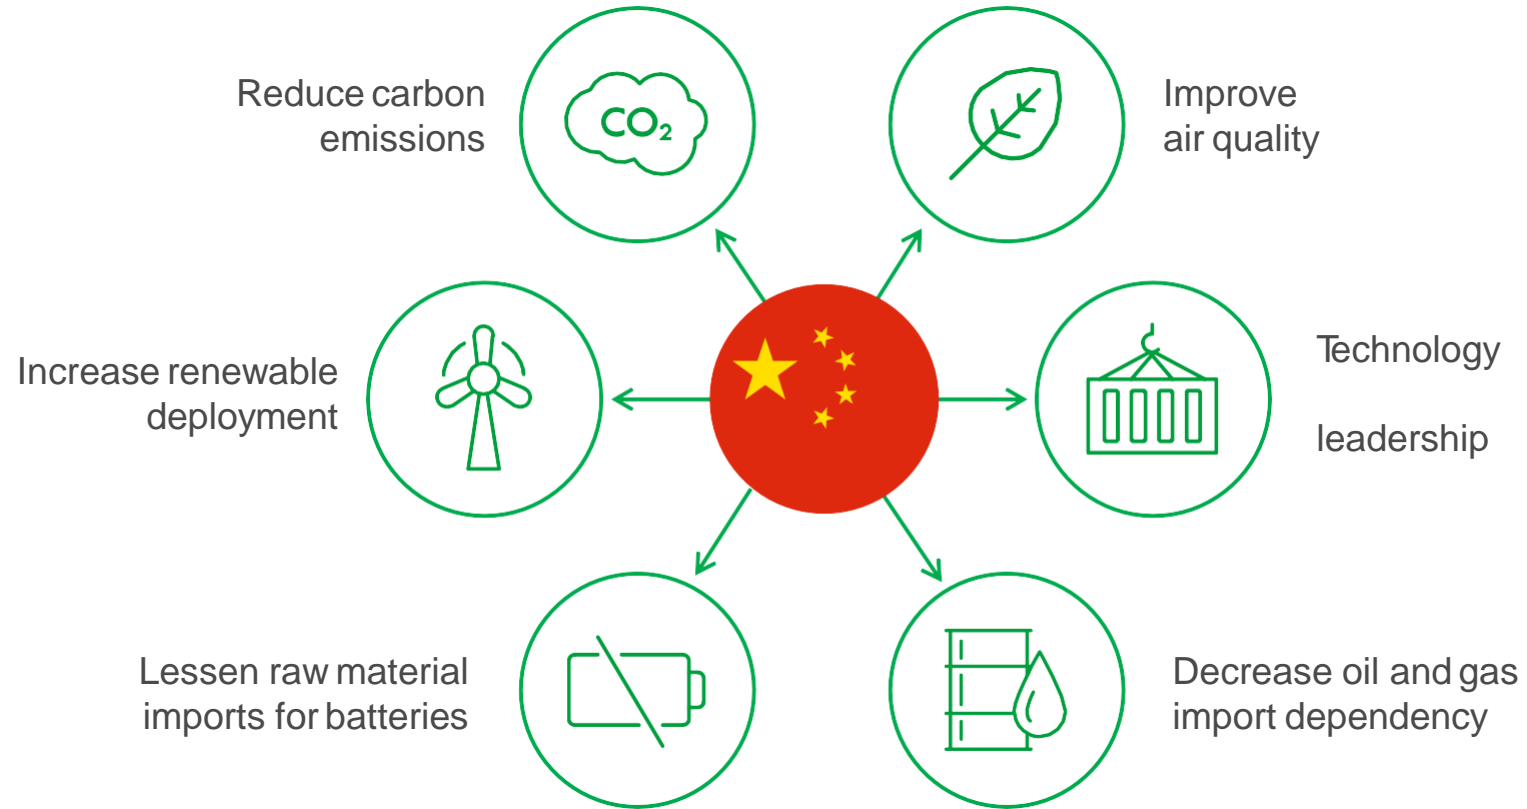 Reduce carbon
emissions
CO₂
Improve
air quality
Increase renewable
deployment
Technology
leadership
Lessen raw material
imports for batteries
Decrease oil and gas
import dependency